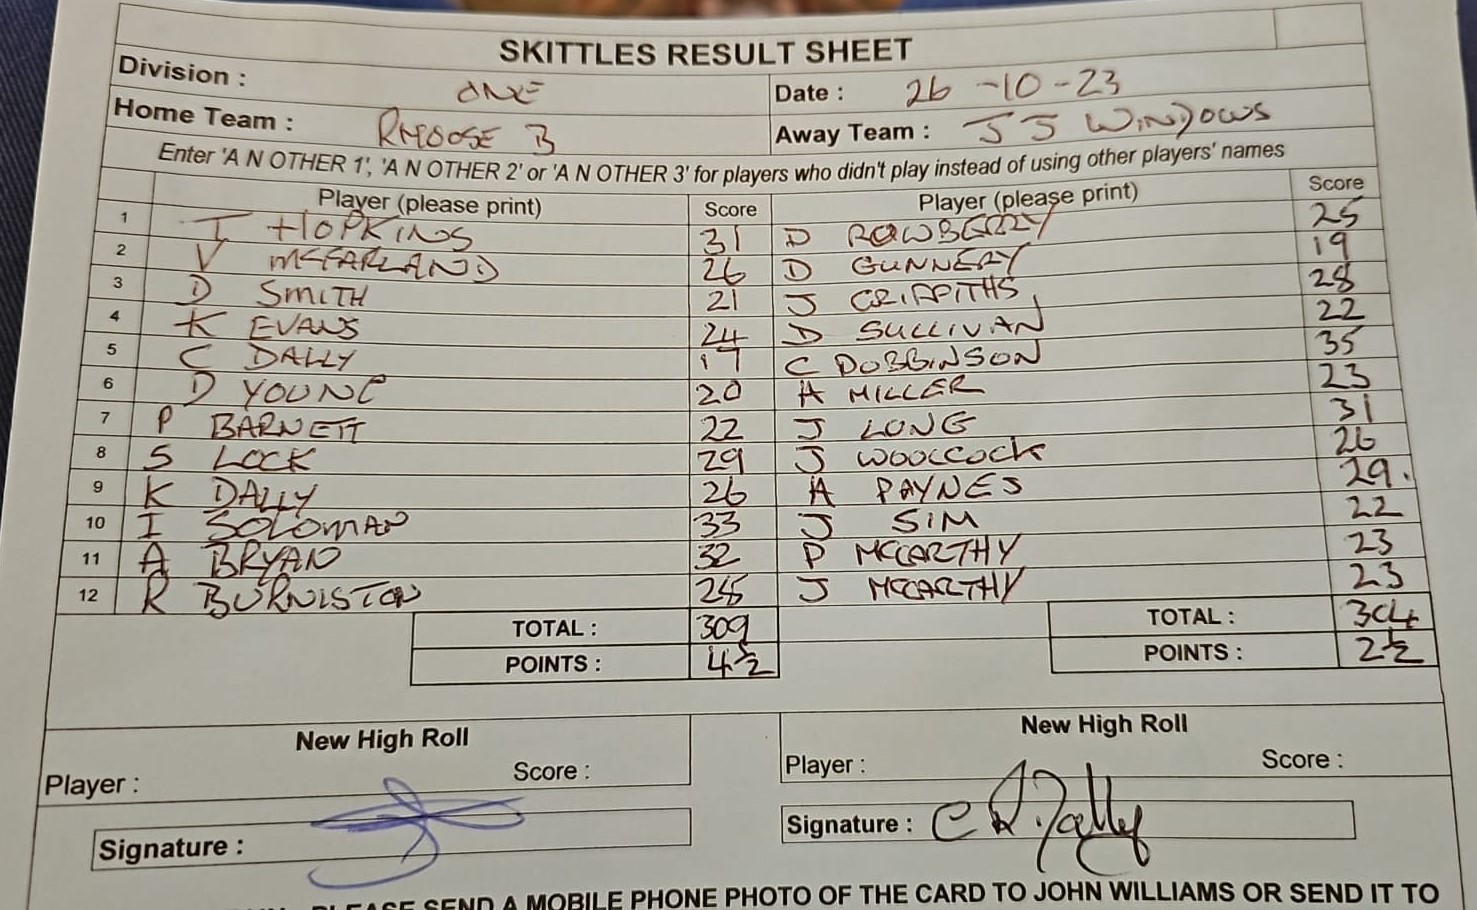 SKITTLES RESULT SHEET
Division : ONE Date : 26-10-23
Home Team : RHOOSE B Away Team : JJ WINDOWS
Enter 'A N OTHER 1', 'A N OTHER 2' or 'A N OTHER 3' for players who didn't play instead of using other players' names
Player (please print) Score Player (please print) Score
1 T HOPKINS 31 D ROWBERRY 25
2 V MCFARLAND 26 D GUNNERY 19
3 D SMITH 21 J GRIFFITHS 28
4 K EVANS 24 D SULLIVAN 22
5 C DALLY 17 C DOBBINSON 35
6 D YOUNG 20 A MILLER 23
7 P BARNETT 22 J LONG 31
8 S LOCK 29 J WOOLCOCK 26
9 K DALLY 26 A PAYNES 29.
10 I SOLOMAN 33 J SIM 22
11 A BRYAN 32 P MCCARTHY 23
12 R BURNISTON 28 J MCCARTHY 23
TOTAL : 309 TOTAL : 304
POINTS : 4½ POINTS : 2½
New High Roll New High Roll
Player : Score : Player : Score :
Signature : Signature : C R Dally
PLEASE SEND A MOBILE PHONE PHOTO OF THE CARD TO JOHN WILLIAMS OR SEND IT TO